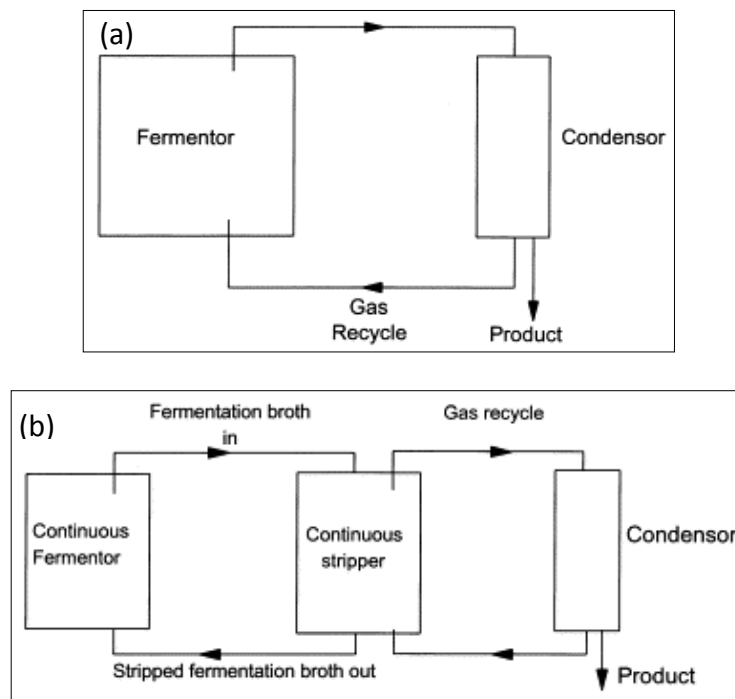 (a)
Fermentor
Condensor
Gas
Recycle
Product
(b)
Fermentation broth
in
Gas recycle
Continuous
Fermentor
Continuous
stripper
Condensor
Stripped fermentation broth out
Product